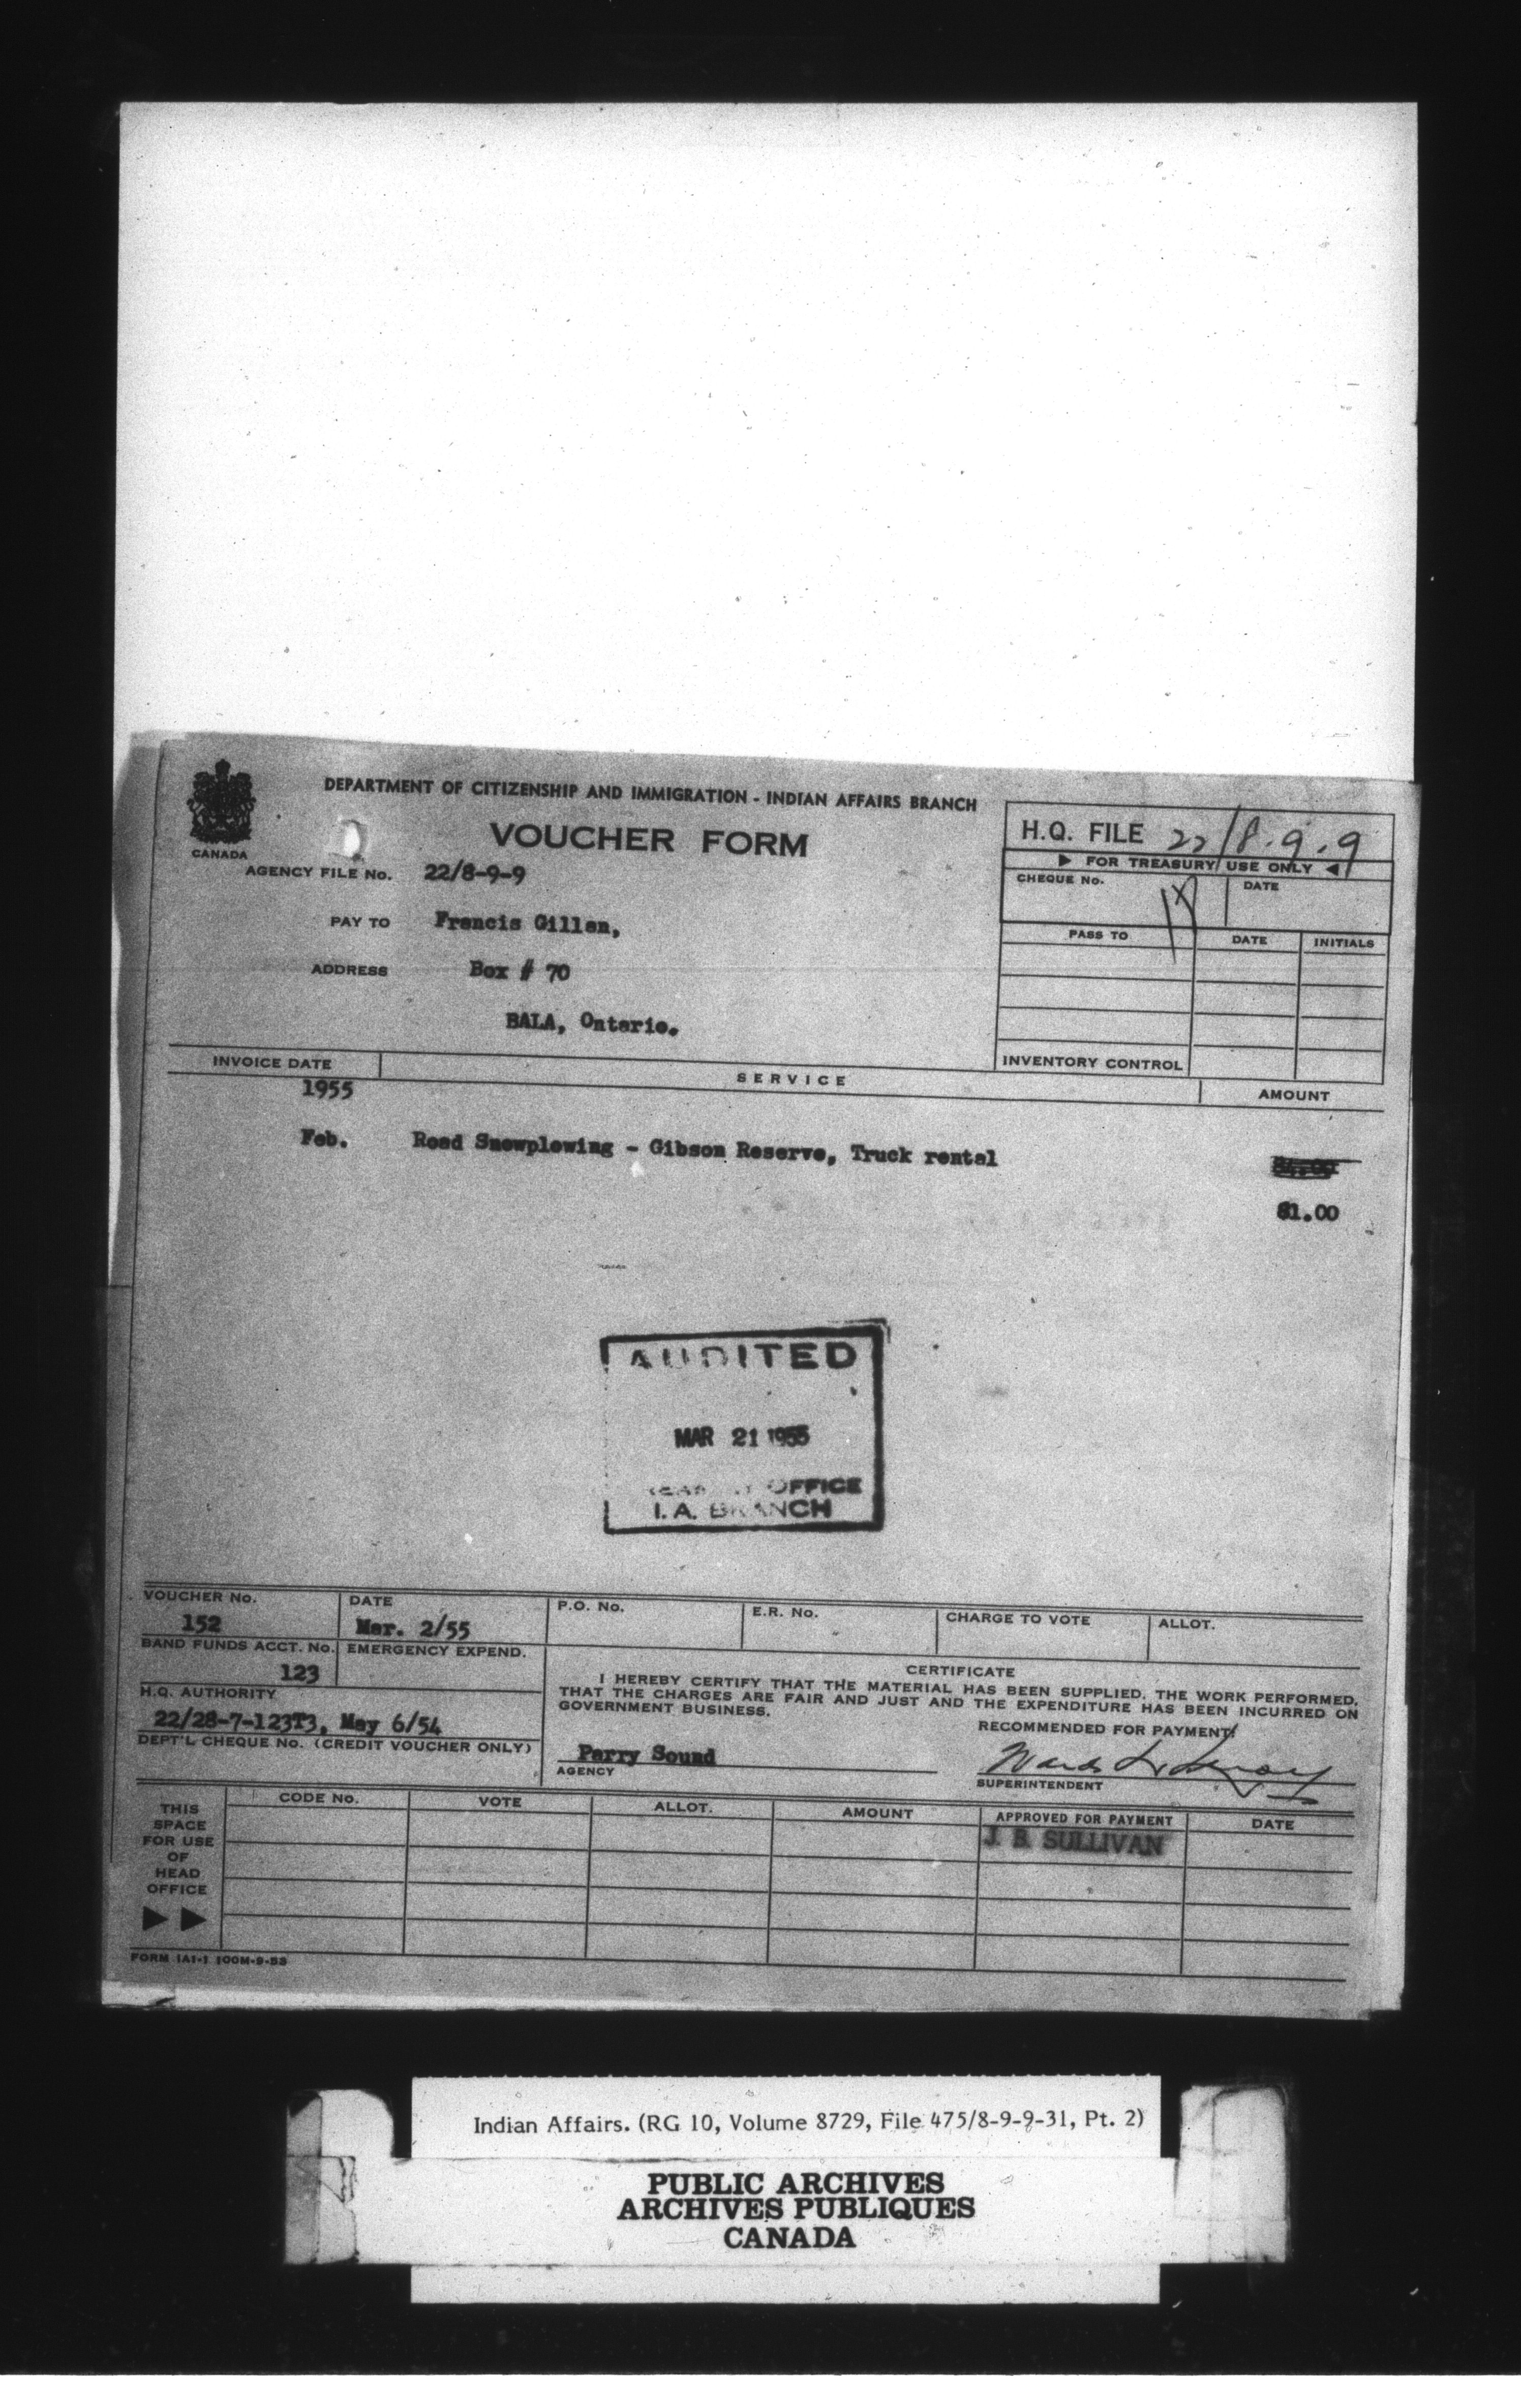 DEPARTMENT OF CITIZENSHIP AND IMMIGRATION - INDIAN AFFAIRS BRANCH
VOUCHER FORM
CANADA
H.Q. FILE 22/8.9.9
FOR TREASURY USE ONLY
CHEQUE No.
DATE
AGENCY FILE No. 22/8-9-9
PAY TO Francis Gillen,
PASS TO DATE INITIALS
ADDRESS Box # 70
BALA, Ontario.
INVENTORY CONTROL
INVOICE DATE SERVICE AMOUNT
1955
Feb. Road Snowplowing - Gibson Reserve, Truck rental
81.00
AUDITED
MAR 21 1955
OFFICE
I.A. BRANCH
VOUCHER No. DATE P.O. No. E.R. No. CHARGE TO VOTE ALLOT.
152 Mar. 2/55
BAND FUNDS ACCT. No. EMERGENCY EXPEND.
123
H.Q. AUTHORITY
22/28-7-123T3, May 6/54
DEPT'L CHEQUE No. (CREDIT VOUCHER ONLY)
CERTIFICATE
I HEREBY CERTIFY THAT THE MATERIAL HAS BEEN SUPPLIED, THE WORK PERFORMED,
THAT THE CHARGES ARE FAIR AND JUST AND THE EXPENDITURE HAS BEEN INCURRED ON
GOVERNMENT BUSINESS.
RECOMMENDED FOR PAYMENT
Parry Sound
AGENCY
SUPERINTENDENT
THIS
SPACE
FOR USE
OF
HEAD
OFFICE
CODE No. VOTE ALLOT. AMOUNT APPROVED FOR PAYMENT DATE
J. B. SULLIVAN
FORM IA1-1 100M-9-53
Indian Affairs. (RG 10, Volume 8729, File 475/8-9-9-31, Pt. 2)
PUBLIC ARCHIVES
ARCHIVES PUBLIQUES
CANADA